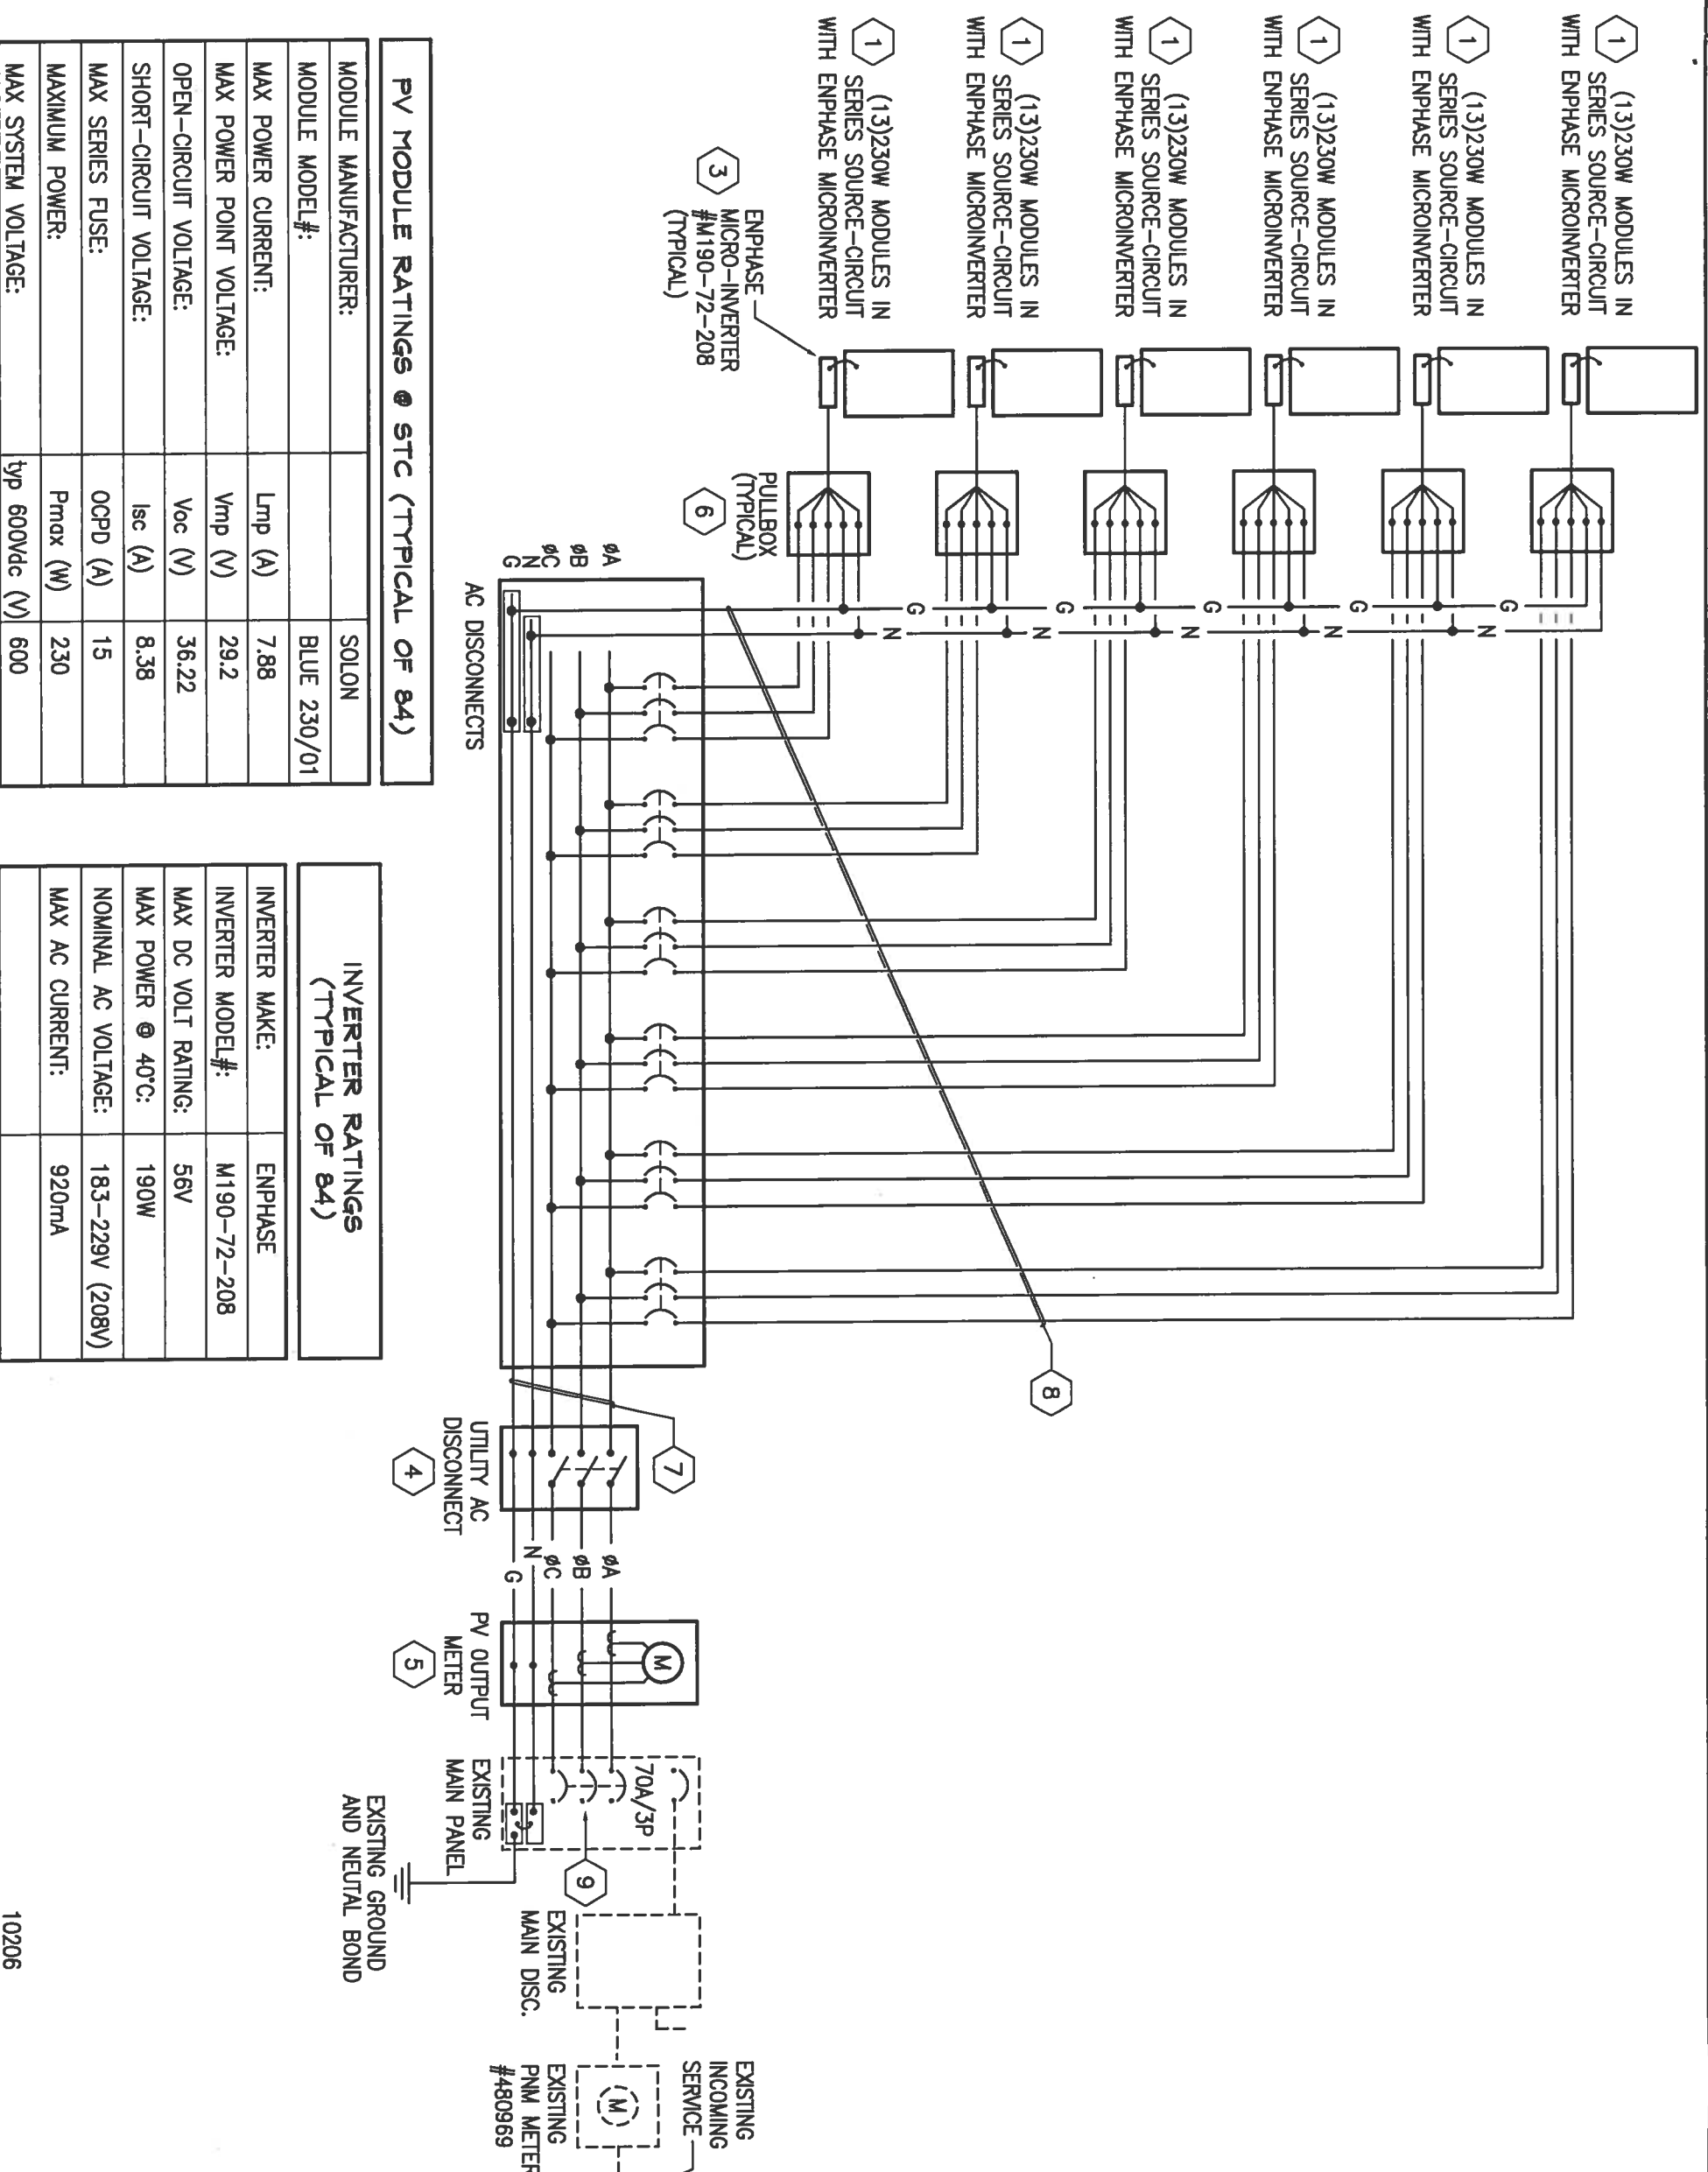 1
(13)230W MODULES IN
SERIES SOURCE-CIRCUIT
WITH ENPHASE MICROINVERTER
1
(13)230W MODULES IN
SERIES SOURCE-CIRCUIT
WITH ENPHASE MICROINVERTER
1
(13)230W MODULES IN
SERIES SOURCE-CIRCUIT
WITH ENPHASE MICROINVERTER
1
(13)230W MODULES IN
SERIES SOURCE-CIRCUIT
WITH ENPHASE MICROINVERTER
1
(13)230W MODULES IN
SERIES SOURCE-CIRCUIT
WITH ENPHASE MICROINVERTER
1
(13)230W MODULES IN
SERIES SOURCE-CIRCUIT
WITH ENPHASE MICROINVERTER
3
ENPHASE
MICRO-INVERTER
#M190-72-208
(TYPICAL)
PULLBOX
(TYPICAL)
6
G
N
G
N
G
N
G
N
G
N
8
ØA
ØB
ØC
N
G
AC DISCONNECTS
7
UTILITY AC
DISCONNECT
4
ØA
ØB
ØC
N
G
M
PV OUTPUT
METER
5
70A/3P
EXISTING
MAIN PANEL
9
EXISTING GROUND
AND NEUTAL BOND
EXISTING
MAIN DISC.
EXISTING
INCOMING
SERVICE
M
EXISTING
PNM METER
#480969
PV MODULE RATINGS @ STC (TYPICAL OF 84)
MODULE MANUFACTURER: SOLON
MODULE MODEL#: BLUE 230/01
MAX POWER CURRENT: Lmp (A) 7.88
MAX POWER POINT VOLTAGE: Vmp (V) 29.2
OPEN-CIRCUIT VOLTAGE: Voc (V) 36.22
SHORT-CIRCUIT VOLTAGE: Isc (A) 8.38
MAX SERIES FUSE: OCPD (A) 15
MAXIMUM POWER: Pmax (W) 230
MAX SYSTEM VOLTAGE: typ 600Vdc (V) 600
INVERTER RATINGS
(TYPICAL OF 84)
INVERTER MAKE: ENPHASE
INVERTER MODEL#: M190-72-208
MAX DC VOLT RATING: 56V
MAX POWER @ 40°C: 190W
NOMINAL AC VOLTAGE: 183-229V (208V)
MAX AC CURRENT: 920mA
10206